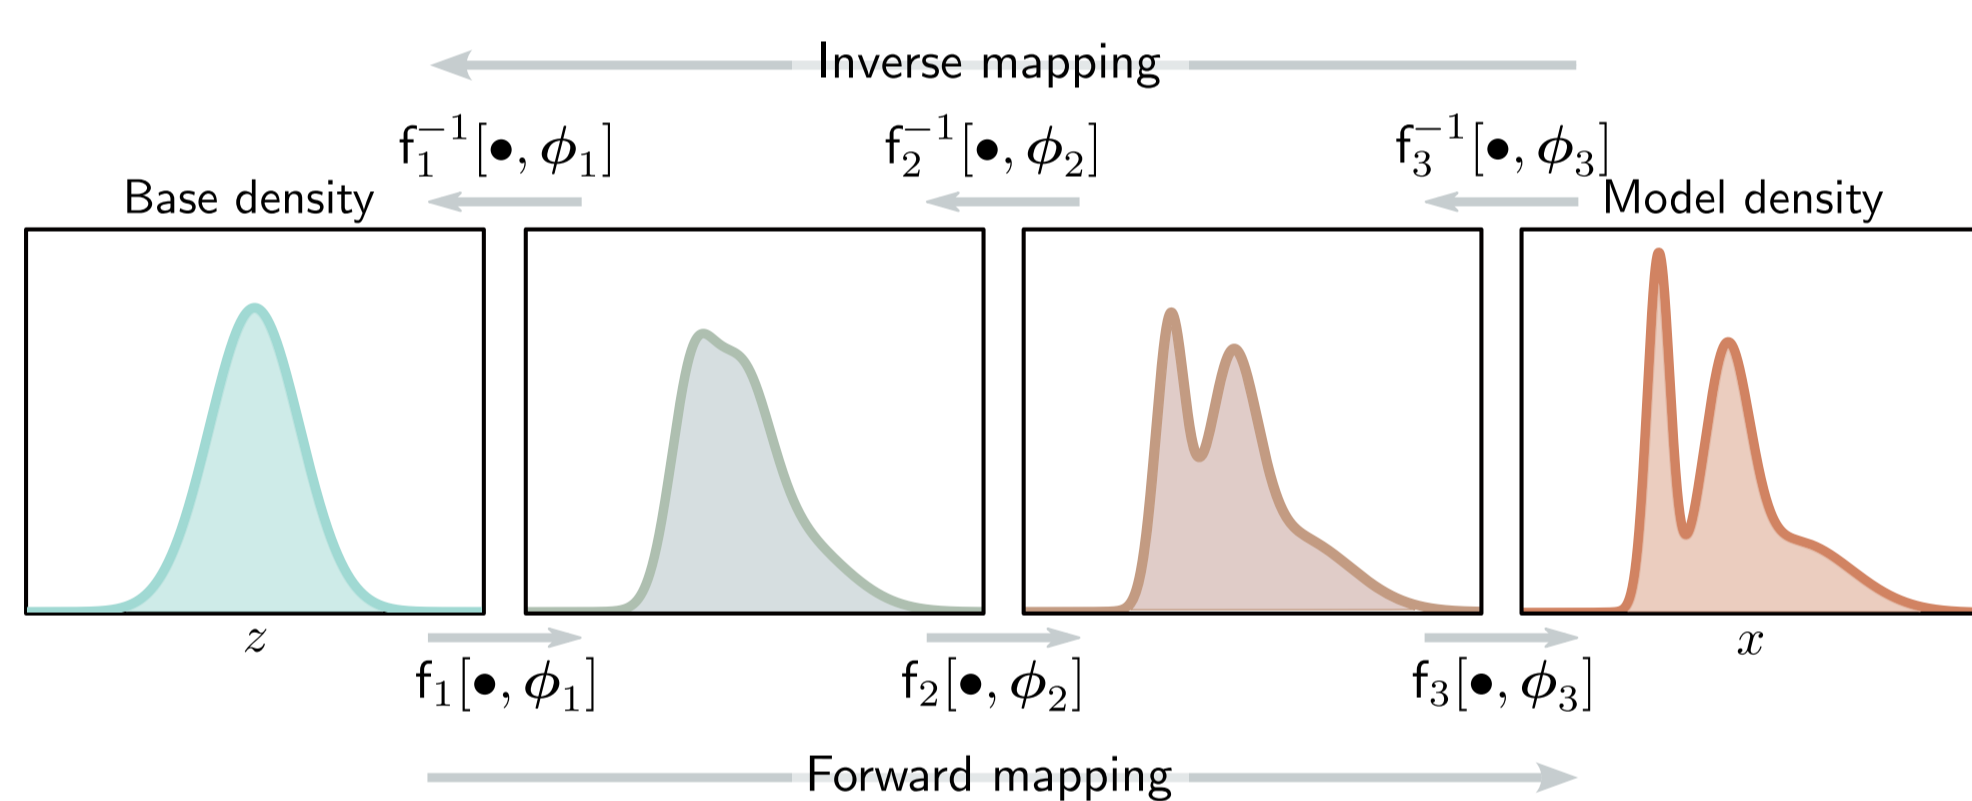 Inverse mapping
f₁⁻¹[•, ϕ₁]
f₂⁻¹[•, ϕ₂]
f₃⁻¹[•, ϕ₃]
Base density
Model density
z
x
f₁[•, ϕ₁]
f₂[•, ϕ₂]
f₃[•, ϕ₃]
Forward mapping